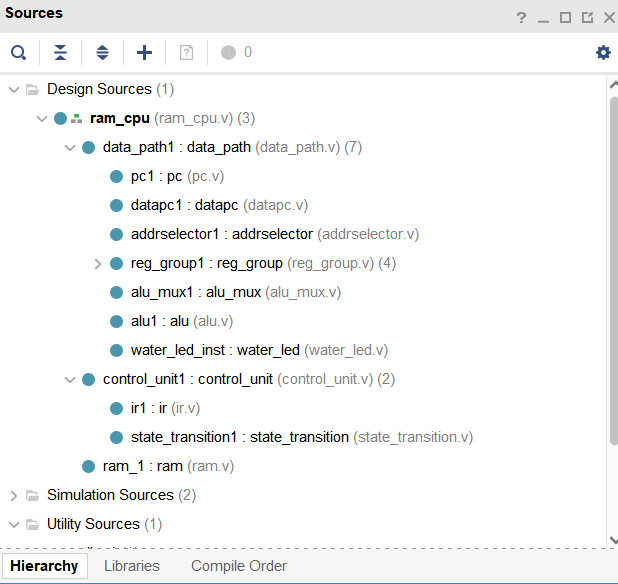 Sources
?
? 0
Design Sources (1)
ram_cpu (ram_cpu.v) (3)
data_path1 : data_path (data_path.v) (7)
pc1 : pc (pc.v)
datapc1 : datapc (datapc.v)
addrselector1 : addrselector (addrselector.v)
reg_group1 : reg_group (reg_group.v) (4)
alu_mux1 : alu_mux (alu_mux.v)
alu1 : alu (alu.v)
water_led_inst : water_led (water_led.v)
control_unit1 : control_unit (control_unit.v) (2)
ir1 : ir (ir.v)
state_transition1 : state_transition (state_transition.v)
ram_1 : ram (ram.v)
Simulation Sources (2)
Utility Sources (1)
Hierarchy Libraries Compile Order